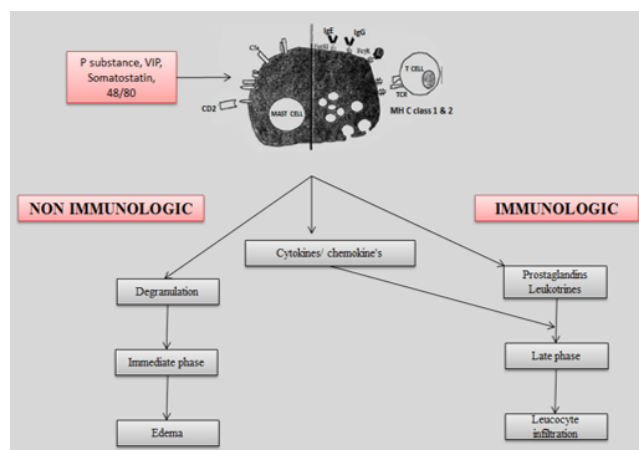 P substance, VIP,
Somatostatin,
48/80
C5a
IgE
IgG
T CELL
TCR
CD2
MAST CELL
MH C class 1 & 2
NON IMMUNOLOGIC
IMMUNOLOGIC
Cytokines/ chemokine's
Degranulation
Prostaglandins
Leukotrines
Immediate phase
Late phase
Edema
Leucocyte
infiltration